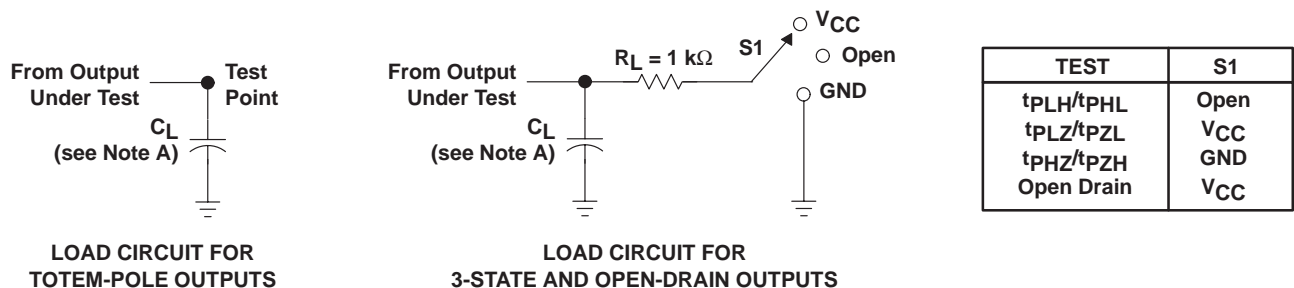 From Output
Under Test
Test
Point
CL
(see Note A)
LOAD CIRCUIT FOR
TOTEM-POLE OUTPUTS
From Output
Under Test
RL = 1 kΩ
S1
VCC
Open
GND
CL
(see Note A)
LOAD CIRCUIT FOR
3-STATE AND OPEN-DRAIN OUTPUTS
TEST S1
tPLH/tPHL Open
tPLZ/tPZL VCC
tPHZ/tPZH GND
Open Drain VCC